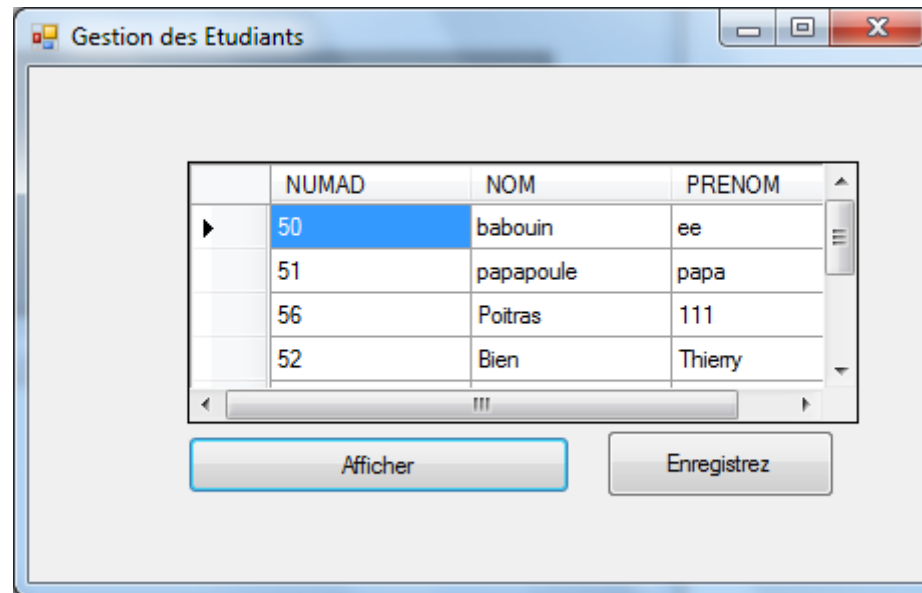 Gestion des Etudiants
NUMAD NOM PRENOM
50 babouin ee
51 papapoule papa
56 Poitras 111
52 Bien Thierry
Afficher Enregistrez